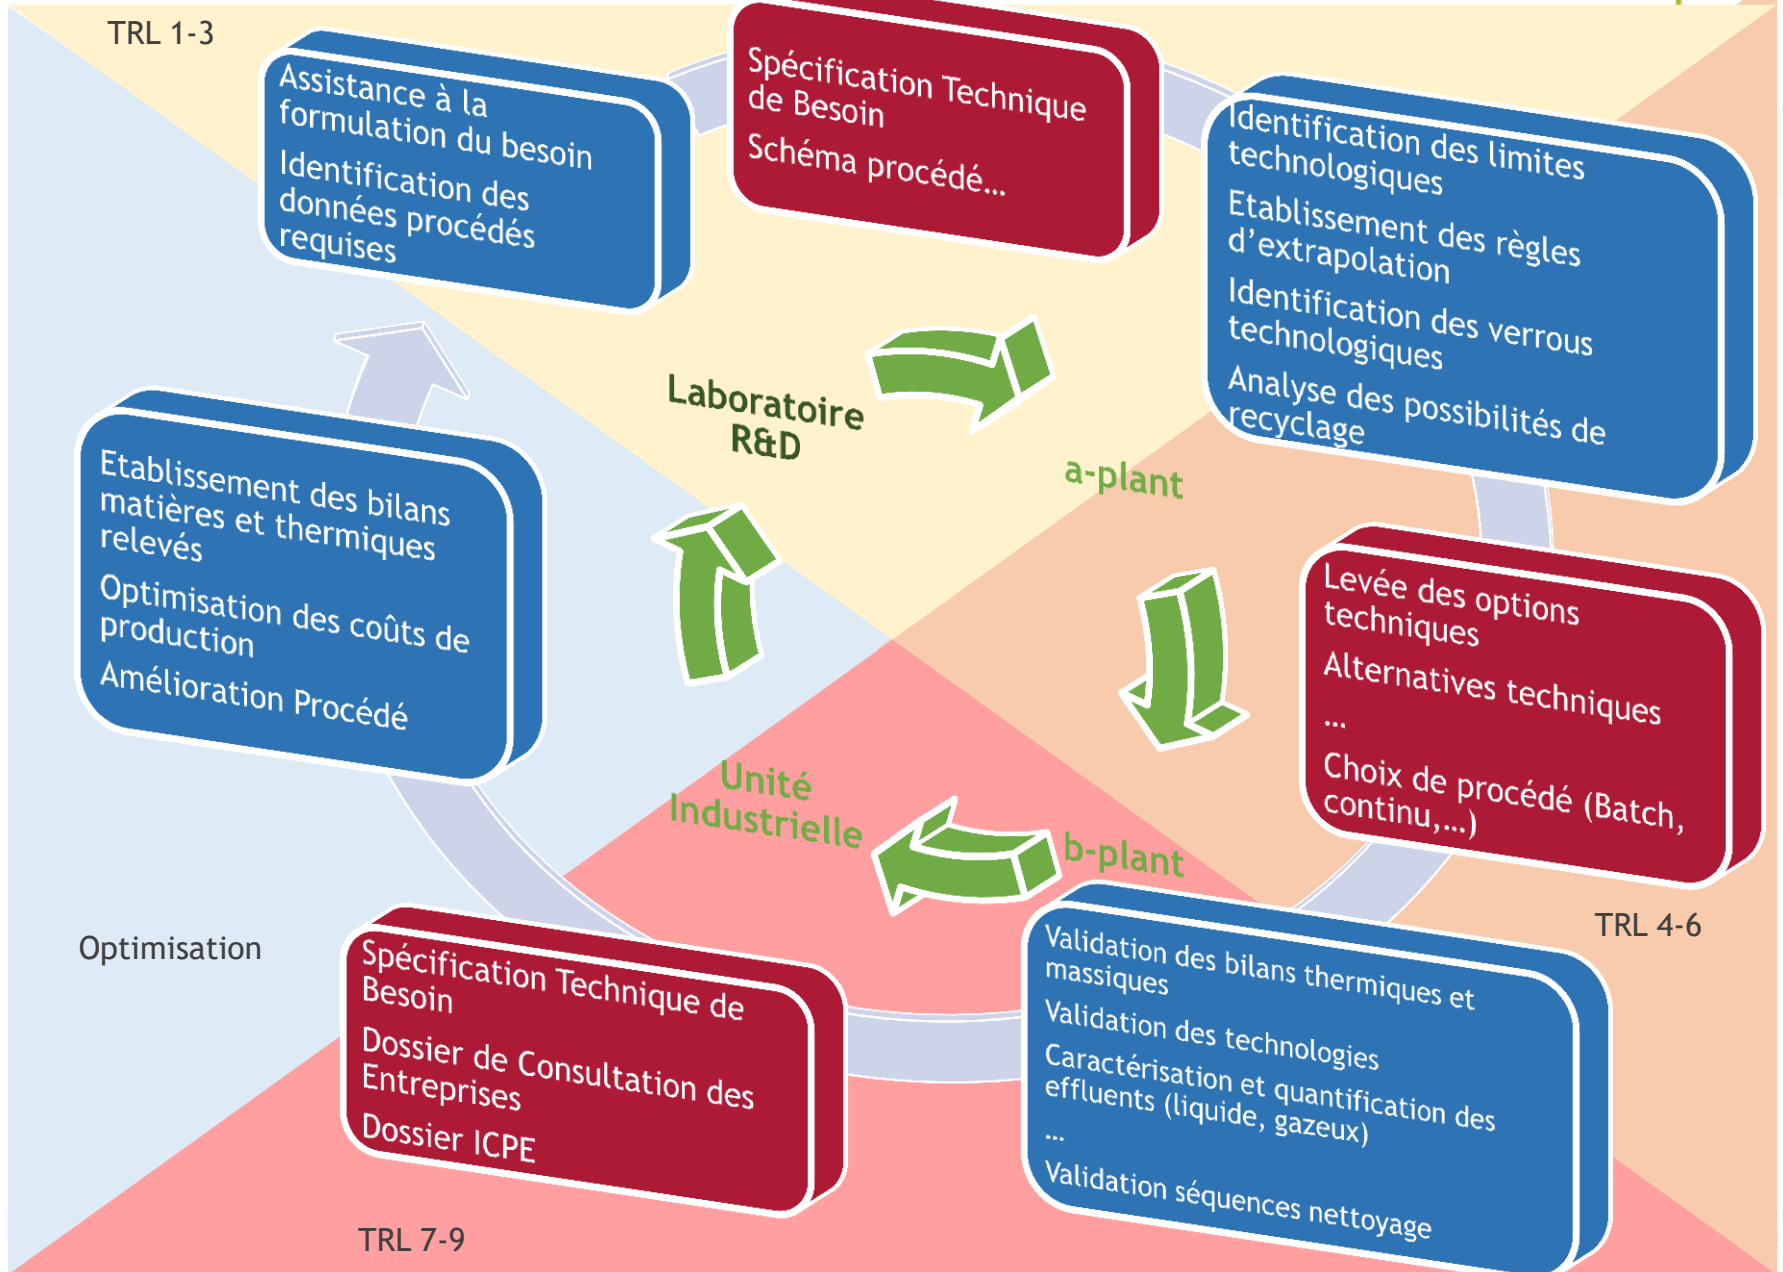 TRL 1-3
Assistance à la
formulation du besoin
Identification des
données procédés
requises
Spécification Technique
de Besoin
Schéma procédé...
Identification des limites
technologiques
Etablissement des règles
d'extrapolation
Identification des verrous
technologiques
Analyse des possibilités de
recyclage
Laboratoire
R&D
a-plant
Etablissement des bilans
matières et thermiques
relevés
Optimisation des coûts de
production
Amélioration Procédé
Levée des options
techniques
Alternatives techniques
...
Choix de procédé (Batch,
continu,...)
Unité
Industrielle
b-plant
TRL 4-6
Optimisation
Spécification Technique de
Besoin
Dossier de Consultation des
Entreprises
Dossier ICPE
Validation des bilans thermiques et
massiques
Validation des technologies
Caractérisation et quantification des
effluents (liquide, gazeux)
...
Validation séquences nettoyage
TRL 7-9